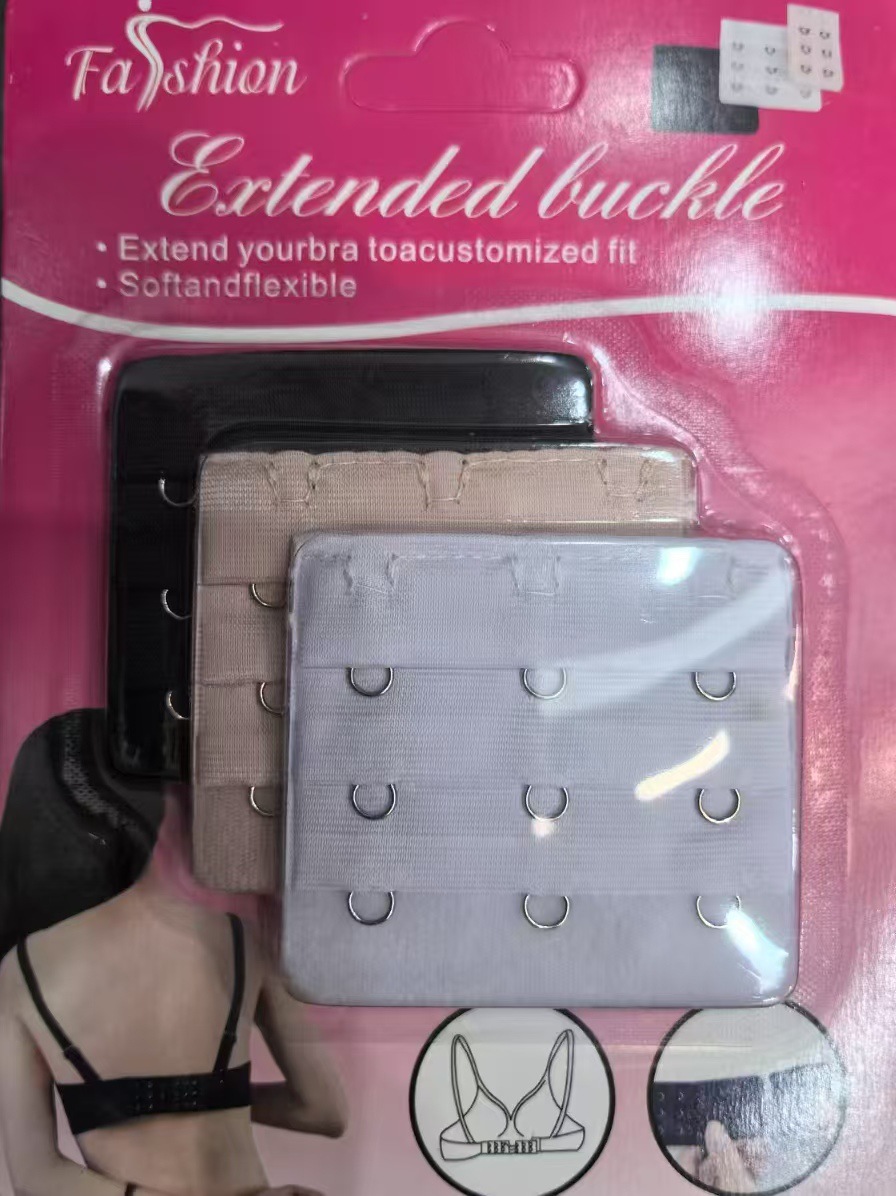 Fashion
Extended buckle
• Extend yourbra toacustomized fit
• Softandflexible